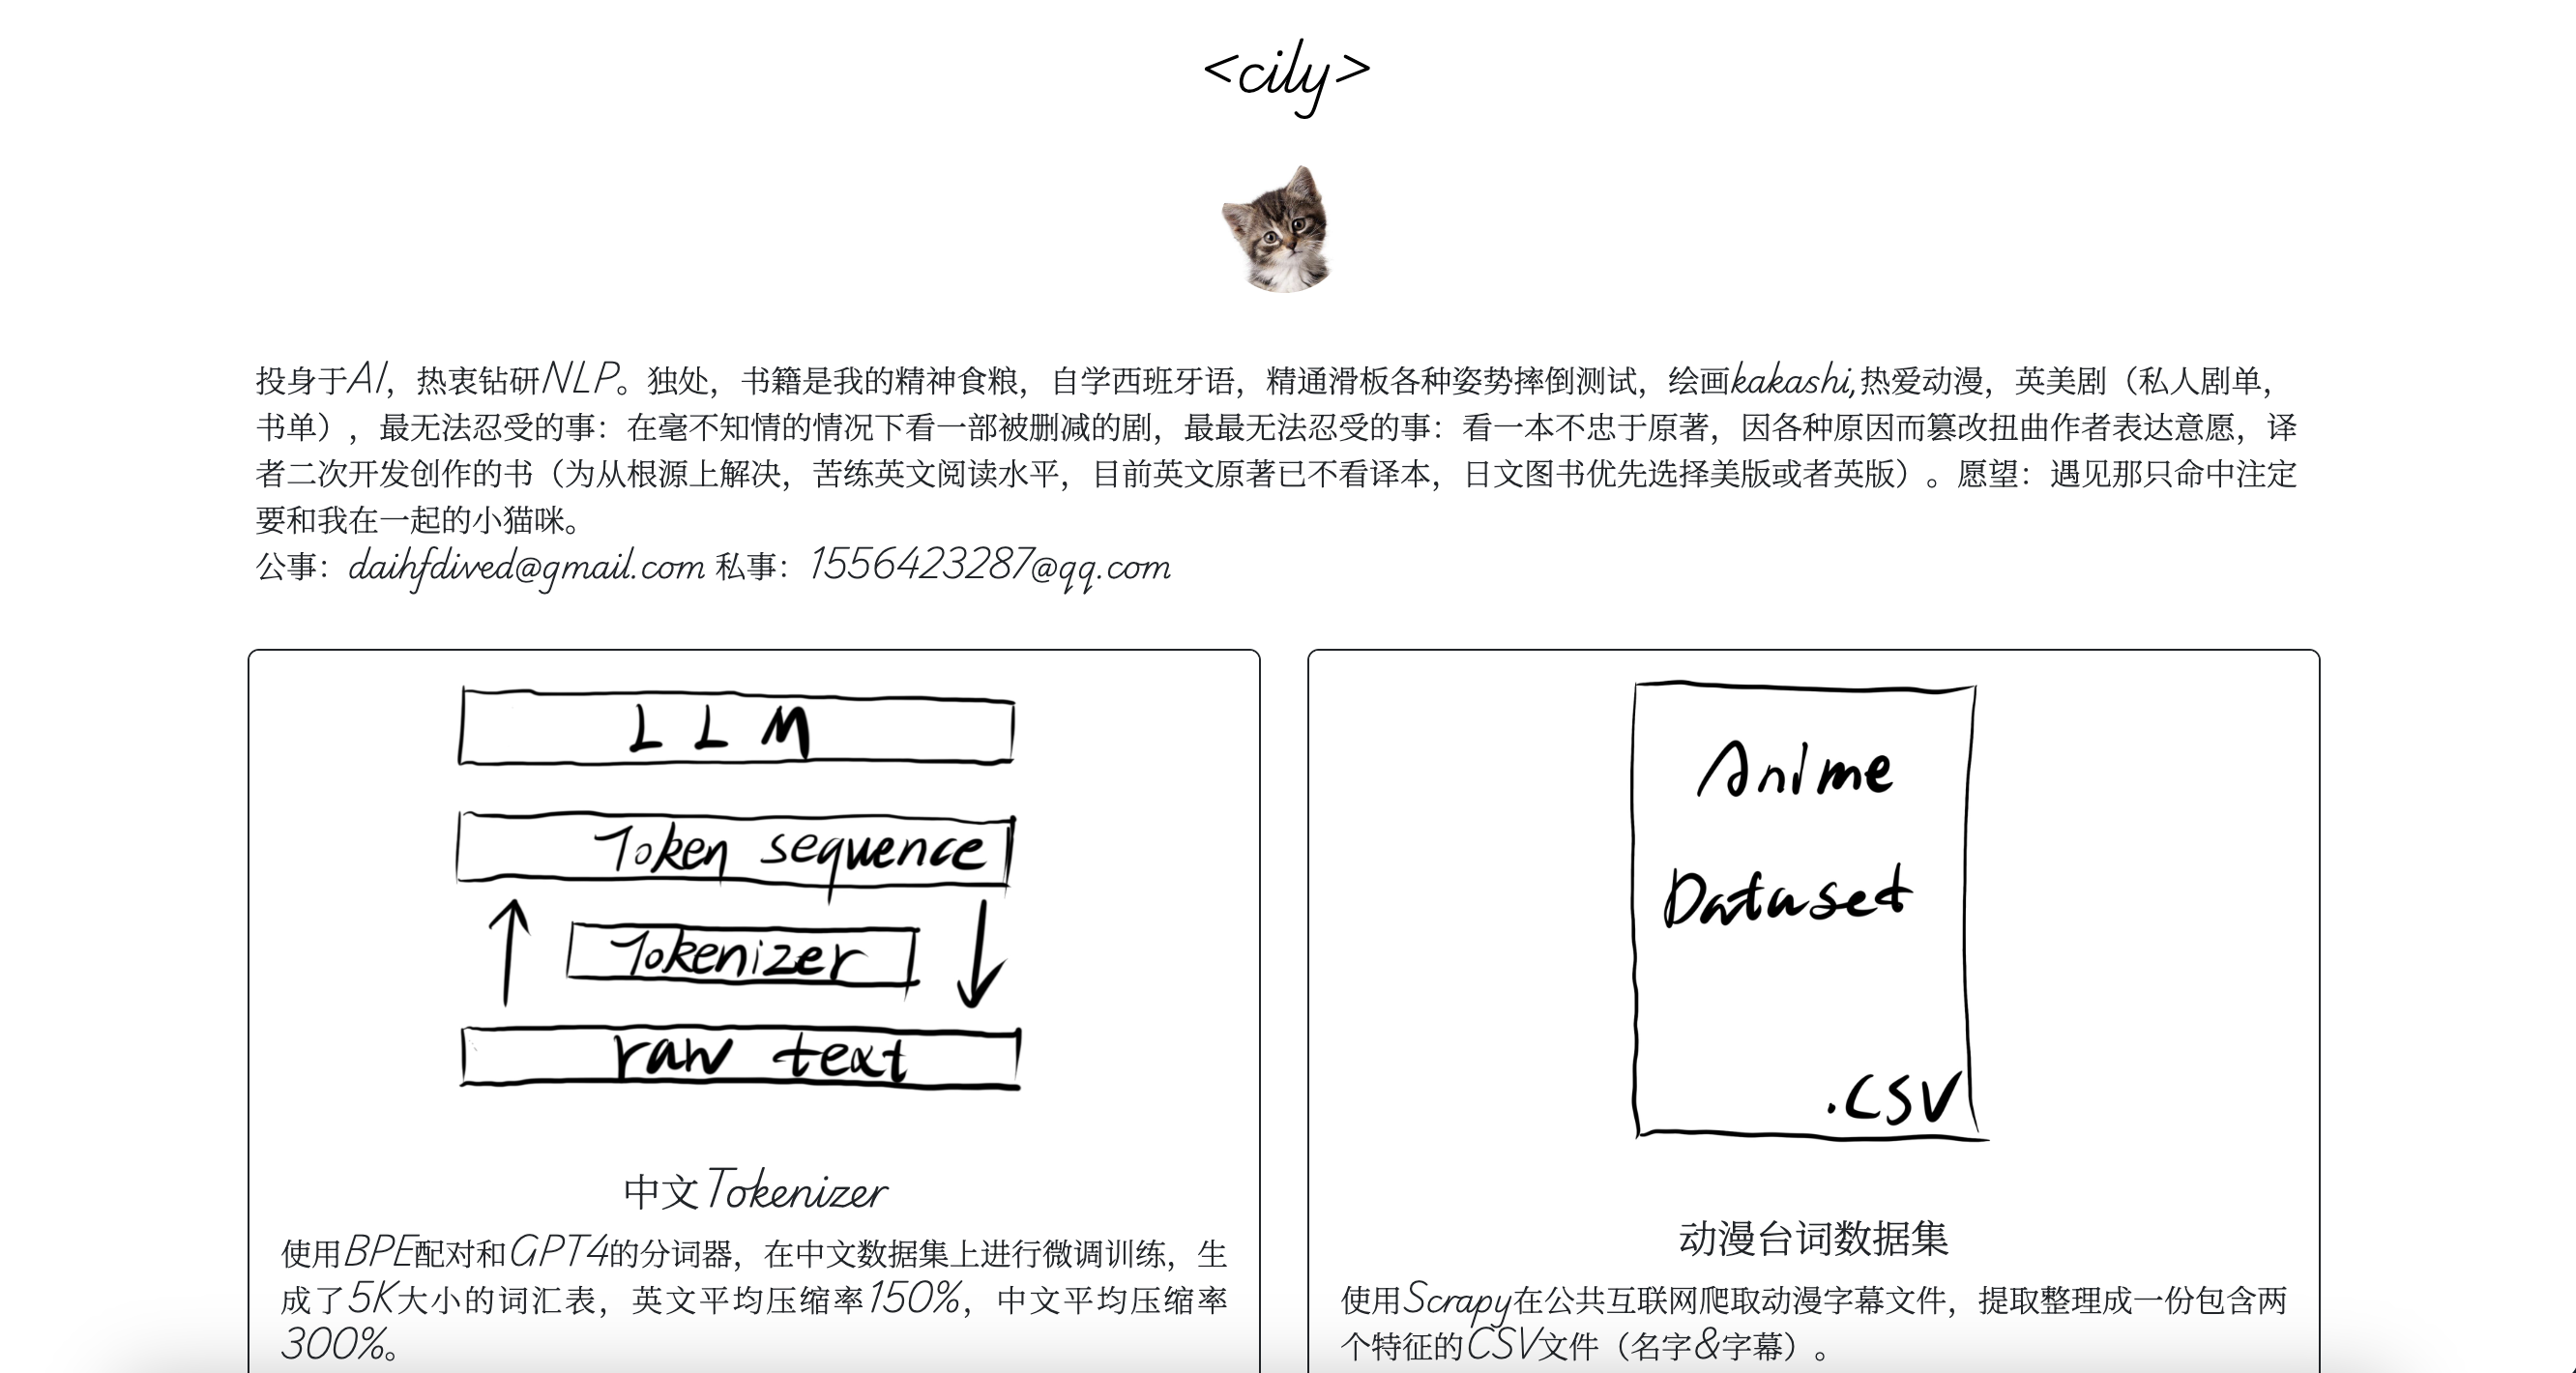 <cily>
投身于AI，热衷钻研NLP。独处，书籍是我的精神食粮，自学西班牙语，精通滑板各种姿势摔倒测试，绘画kakashi,热爱动漫，英美剧（私人剧单，
书单），最无法忍受的事：在毫不知情的情况下看一部被删减的剧，最最无法忍受的事：看一本不忠于原著，因各种原因而篡改扭曲作者表达意愿，译
者二次开发创作的书（为从根源上解决，苦练英文阅读水平，目前英文原著已不看译本，日文图书优先选择美版或者英版）。愿望：遇见那只命中注定
要和我在一起的小猫咪。
公事：daihfdived@gmail.com 私事：1556423287@qq.com
LLM
Token sequence
Tokenizer
raw text
中文Tokenizer
使用BPE配对和GPT4的分词器，在中文数据集上进行微调训练，生
成了5K大小的词汇表，英文平均压缩率150%，中文平均压缩率
300%。
Anime
Dataset
.CSV
动漫台词数据集
使用Scrapy在公共互联网爬取动漫字幕文件，提取整理成一份包含两
个特征的CSV文件（名字&字幕）。